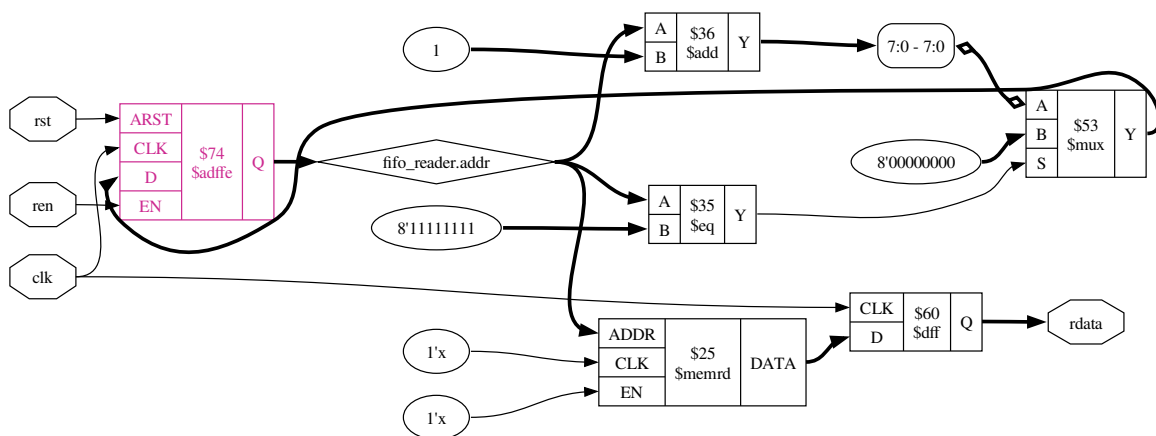 rst
ren
clk
ARST
CLK
D
EN
$74
$adffe
Q
1
fifo_reader.addr
8'11111111
1'x
1'x
A
B
$36
$add
Y
A
B
$35
$eq
Y
ADDR
CLK
EN
$25
$memrd
DATA
7:0 - 7:0
8'00000000
CLK
D
$60
$dff
Q
A
B
S
$53
$mux
Y
rdata